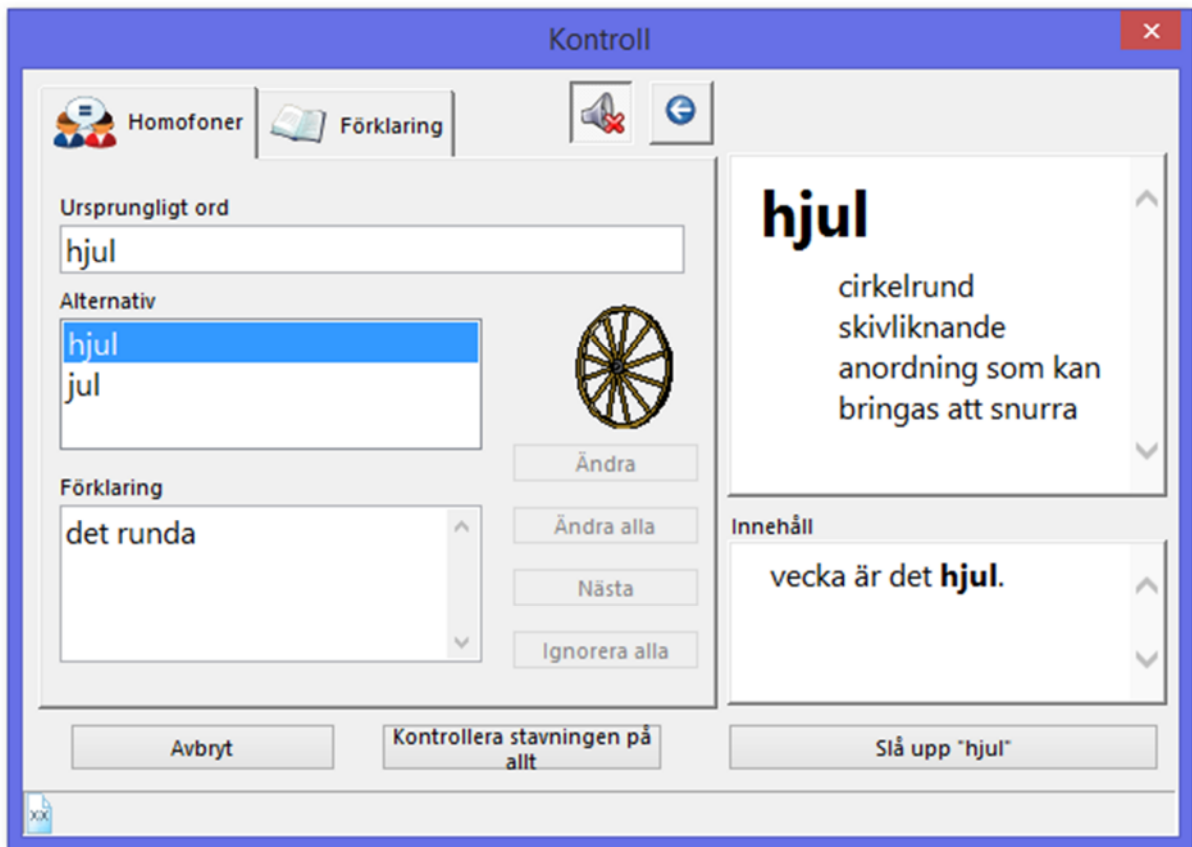 Kontroll
Homofoner
Förklaring
Ursprungligt ord
hjul
Alternativ
hjul
jul
Förklaring
det runda
Ändra
Ändra alla
Nästa
Ignorera alla
hjul
cirkelrund
skivliknande
anordning som kan
bringas att snurra
Innehåll
vecka är det hjul.
Avbryt
Kontrollera stavningen på
allt
Slå upp "hjul"
xx